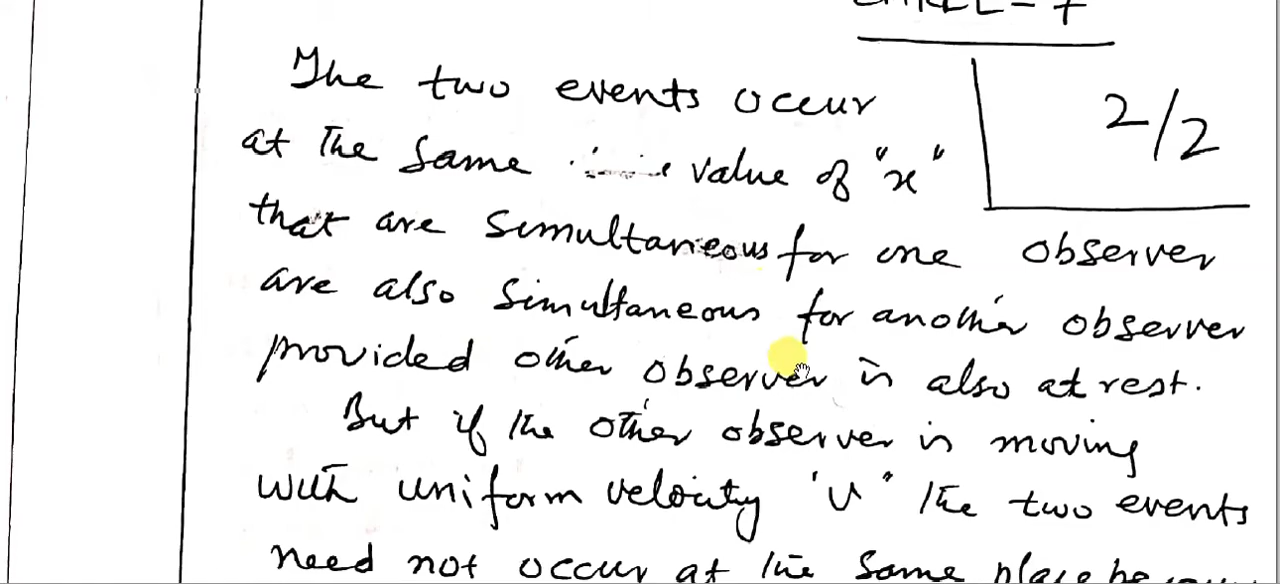 The two events occur
2/2
at the same value of "x"
that are simultaneous for one observer
are also simultaneous for another observer
provided other observer is also at rest.
But if the other observer is moving
with uniform velocity 'v' the two events
need not occur at the same place